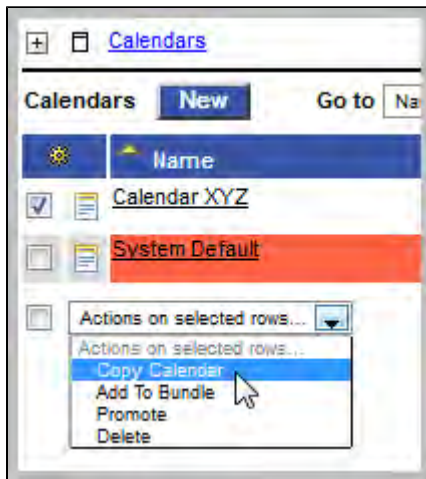 Calendars
Calendars New Go to Na
Name
Calendar XYZ
System Default
Actions on selected rows...
Actions on selected rows...
Copy Calendar
Add To Bundle
Promote
Delete